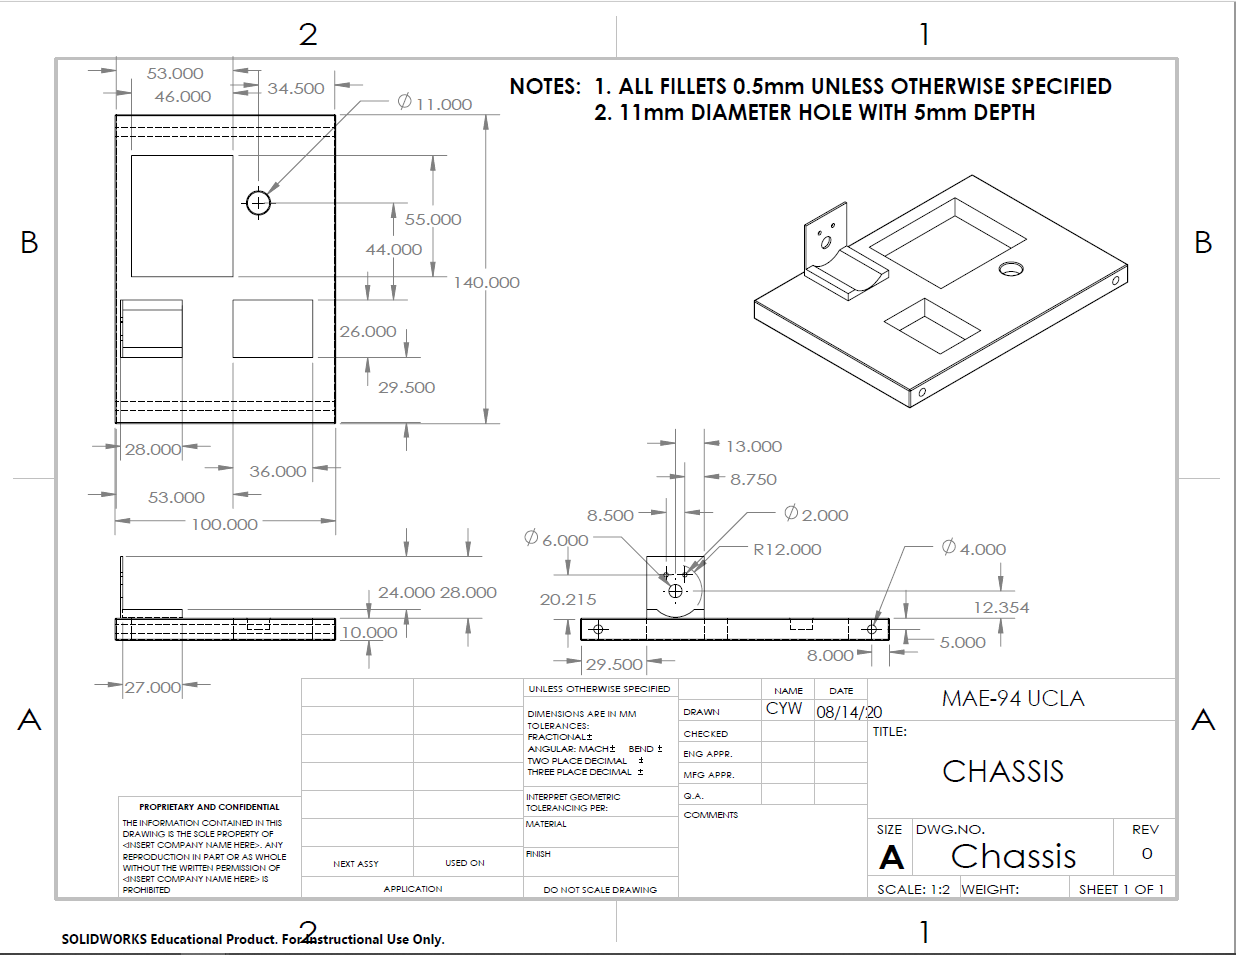 2
1
53.000
46.000
34.500
Ø 11.000
NOTES: 1. ALL FILLETS 0.5mm UNLESS OTHERWISE SPECIFIED
2. 11mm DIAMETER HOLE WITH 5mm DEPTH
B
B
55.000
44.000
140.000
26.000
29.500
28.000
36.000
53.000
100.000
13.000
8.750
8.500
Ø 2.000
Ø 6.000
R12.000
Ø 4.000
24.000
28.000
10.000
27.000
20.215
12.354
29.500
8.000
5.000
A
A
UNLESS OTHERWISE SPECIFIED
DIMENSIONS ARE IN MM
TOLERANCES:
FRACTIONAL±
ANGULAR: MACH± BEND ±
TWO PLACE DECIMAL ±
THREE PLACE DECIMAL ±
INTERPRET GEOMETRIC
TOLERANCING PER:
MATERIAL
FINISH
DO NOT SCALE DRAWING
NAME DATE
DRAWN CYW 08/14/20
CHECKED
ENG APPR.
MFG APPR.
Q.A.
COMMENTS
MAE-94 UCLA
TITLE:
CHASSIS
SIZE DWG.NO. REV
A Chassis 0
SCALE: 1:2 WEIGHT: SHEET 1 OF 1
PROPRIETARY AND CONFIDENTIAL
THE INFORMATION CONTAINED IN THIS
DRAWING IS THE SOLE PROPERTY OF
<INSERT COMPANY NAME HERE>. ANY
REPRODUCTION IN PART OR AS WHOLE
WITHOUT THE WRITTEN PERMISSION OF
<INSERT COMPANY NAME HERE> IS
PROHIBITED
NEXT ASSY USED ON
APPLICATION
2
1
SOLIDWORKS Educational Product. For Instructional Use Only.